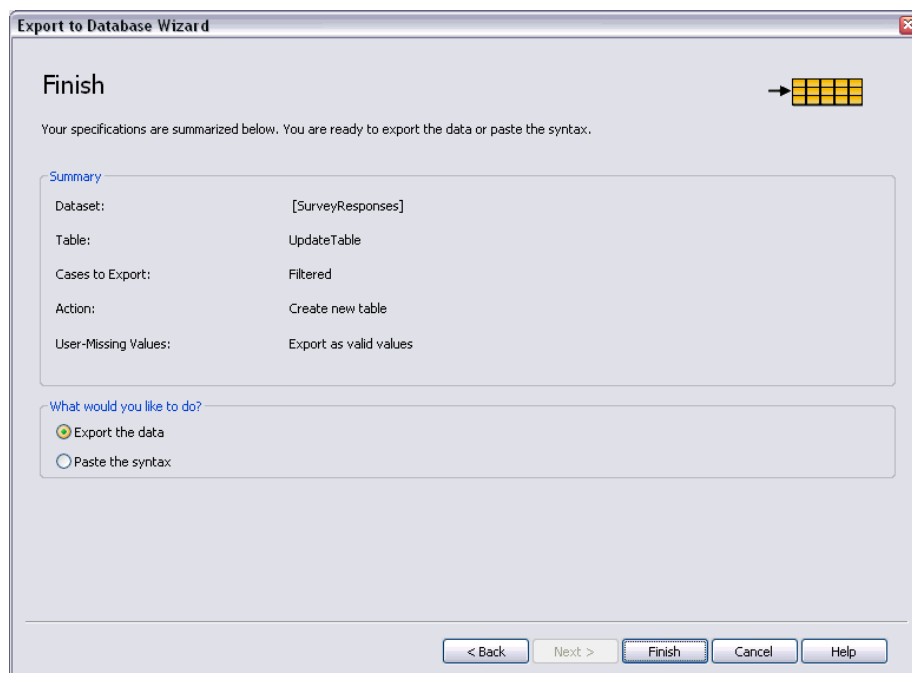 Export to Database Wizard
Finish
Your specifications are summarized below. You are ready to export the data or paste the syntax.
Summary
Dataset: [SurveyResponses]
Table: UpdateTable
Cases to Export: Filtered
Action: Create new table
User-Missing Values: Export as valid values
What would you like to do?
Export the data
Paste the syntax
< Back Next > Finish Cancel Help